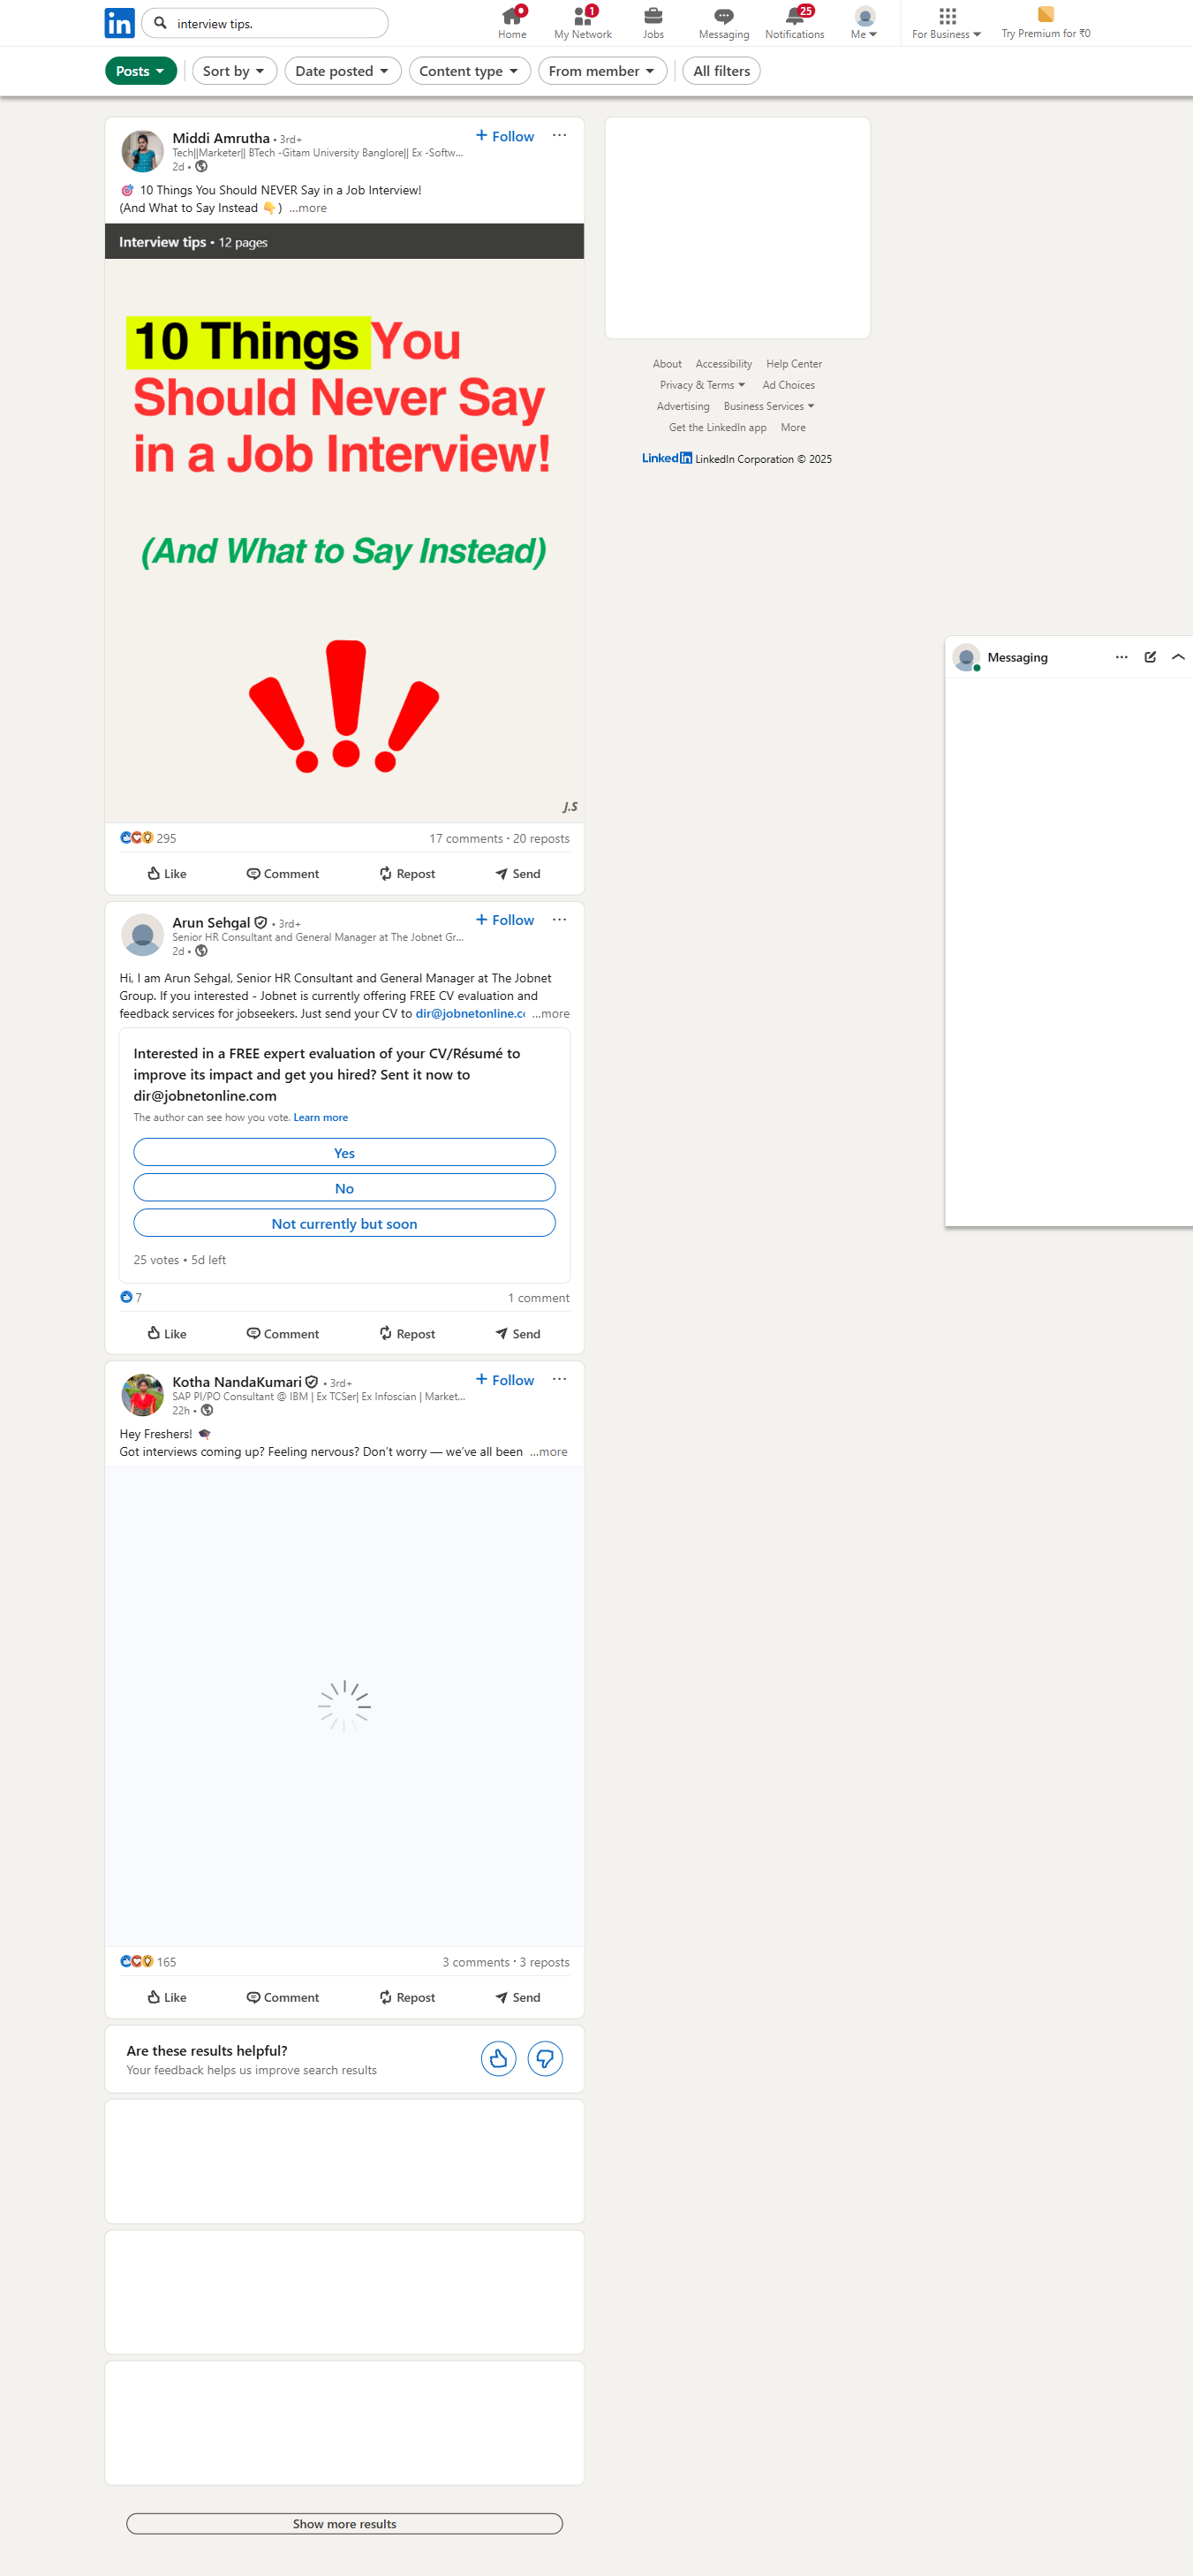 in
interview tips.
Home
1
My Network
Jobs
Messaging
25
Notifications
Me
For Business
Try Premium for ₹0
Posts
Sort by
Date posted
Content type
From member
All filters
Middi Amrutha • 3rd+
Tech||Marketer|| BTech -Gitam University Banglore|| Ex -Softw...
2d •
+ Follow
...
🎯 10 Things You Should NEVER Say in a Job Interview!
(And What to Say Instead 👇) ...more
Interview tips • 12 pages
10 Things You
Should Never Say
in a Job Interview!
(And What to Say Instead)
!!!
J.S
295
17 comments • 20 reposts
Like
Comment
Repost
Send
Arun Sehgal • 3rd+
Senior HR Consultant and General Manager at The Jobnet Gr...
2d •
+ Follow
...
Hi, I am Arun Sehgal, Senior HR Consultant and General Manager at The Jobnet
Group. If you interested - Jobnet is currently offering FREE CV evaluation and
feedback services for jobseekers. Just send your CV to dir@jobnetonline.c ...more
Interested in a FREE expert evaluation of your CV/Résumé to
improve its impact and get you hired? Sent it now to
dir@jobnetonline.com
The author can see how you vote. Learn more
Yes
No
Not currently but soon
25 votes • 5d left
7
1 comment
Like
Comment
Repost
Send
Kotha NandaKumari • 3rd+
SAP PI/PO Consultant @ IBM | Ex TCSer| Ex Infoscian | Market...
22h •
+ Follow
...
Hey Freshers! 🎓
Got interviews coming up? Feeling nervous? Don't worry — we've all been ...more
165
3 comments • 3 reposts
Like
Comment
Repost
Send
Are these results helpful?
Your feedback helps us improve search results
Show more results
About
Accessibility
Help Center
Privacy & Terms
Ad Choices
Advertising
Business Services
Get the LinkedIn app
More
LinkedIn LinkedIn Corporation © 2025
Messaging
...